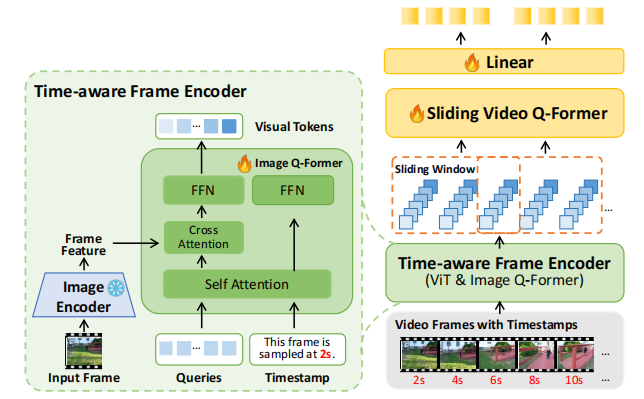 Time-aware Frame Encoder
...
Visual Tokens
Image Q-Former
FFN
FFN
Cross
Attention
Frame
Feature
Self Attention
Image
Encoder
...
This frame is
sampled at 2s.
Input Frame
Queries
Timestamp
Linear
Sliding Video Q-Former
Sliding Window
...
Time-aware Frame Encoder
(ViT & Image Q-Former)
Video Frames with Timestamps
...
2s
4s
6s
8s
10s
...